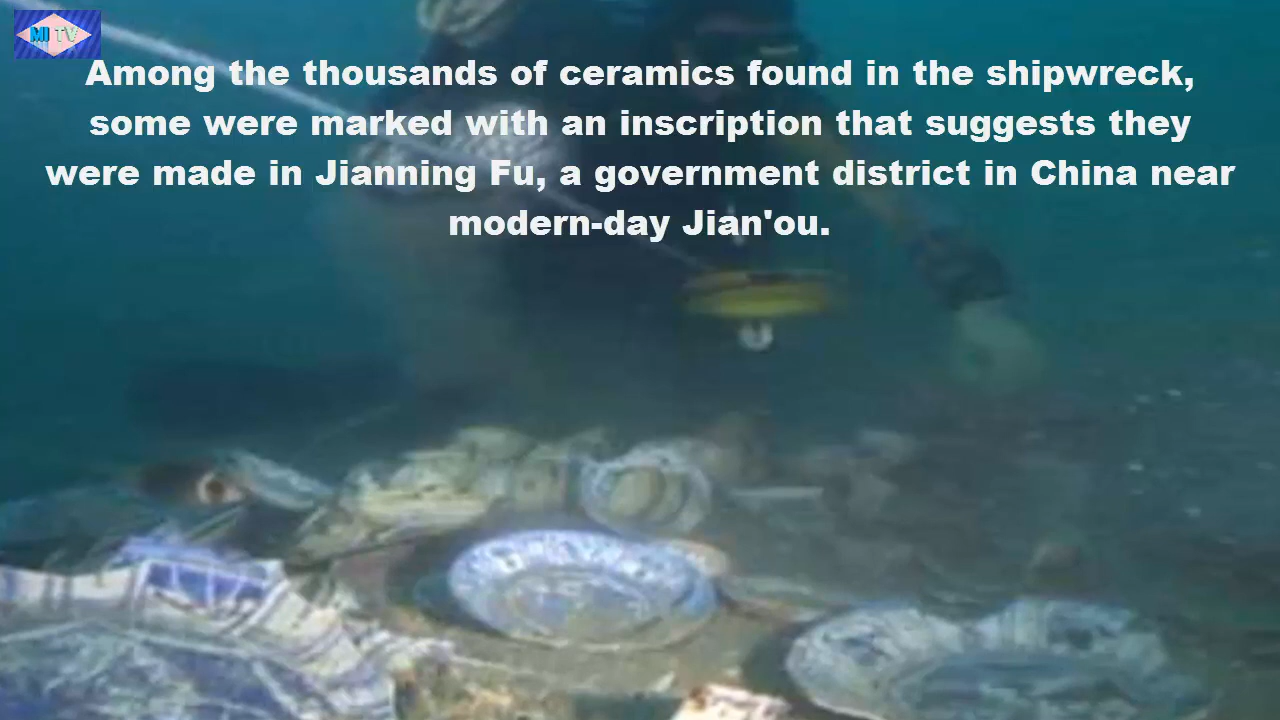 MI TV
Among the thousands of ceramics found in the shipwreck,
some were marked with an inscription that suggests they
were made in Jianning Fu, a government district in China near
modern-day Jian'ou.